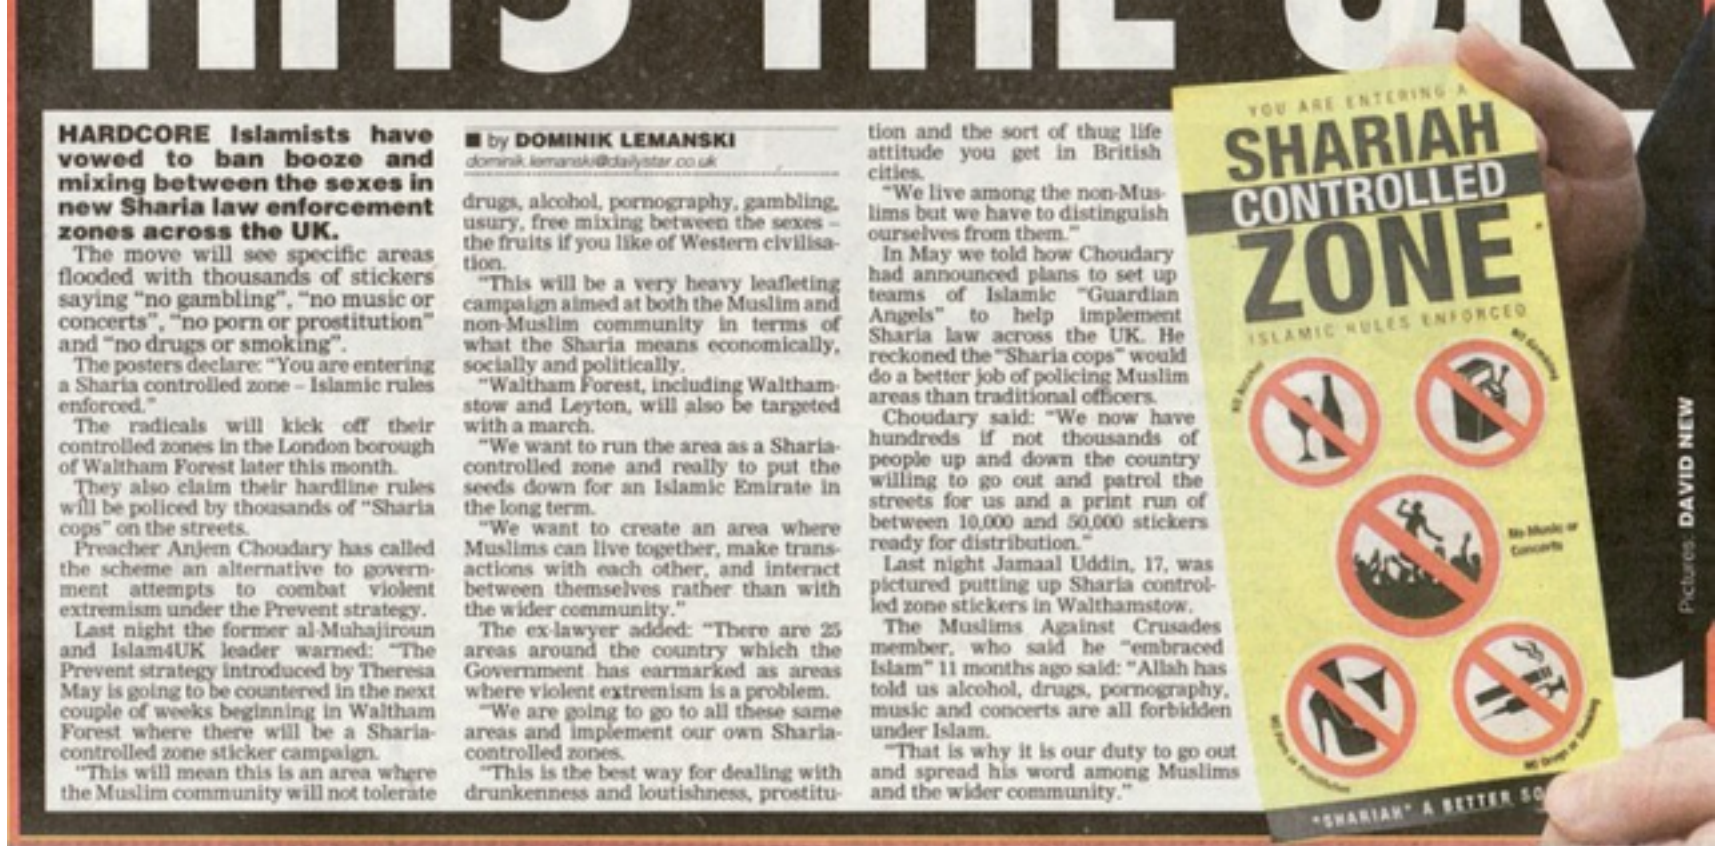 HITS THE UK
HARDCORE Islamists have
vowed to ban booze and
mixing between the sexes in
new Sharia law enforcement
zones across the UK.
The move will see specific areas
flooded with thousands of stickers
saying “no gambling”, “no music or
concerts”, “no porn or prostitution”
and “no drugs or smoking”.
The posters declare: “You are entering
a Sharia controlled zone – Islamic rules
enforced.”
The radicals will kick off their
controlled zones in the London borough
of Waltham Forest later this month.
They also claim their hardline rules
will be policed by thousands of “Sharia
cops” on the streets.
Preacher Anjem Choudary has called
the scheme an alternative to govern-
ment attempts to combat violent
extremism under the Prevent strategy.
Last night the former al-Muhajiroun
and Islam4UK leader warned: “The
Prevent strategy introduced by Theresa
May is going to be countered in the next
couple of weeks beginning in Waltham
Forest where there will be a Sharia-
controlled zone sticker campaign.
“This will mean this is an area where
the Muslim community will not tolerate
■ by DOMINIK LEMANSKI
dominik.lemanski@dailystar.co.uk
drugs, alcohol, pornography, gambling,
usury, free mixing between the sexes –
the fruits if you like of Western civilisa-
tion.
“This will be a very heavy leafleting
campaign aimed at both the Muslim and
non-Muslim community in terms of
what the Sharia means economically,
socially and politically.
“Waltham Forest, including Waltham-
stow and Leyton, will also be targeted
with a march.
“We want to run the area as a Sharia-
controlled zone and really to put the
seeds down for an Islamic Emirate in
the long term.
“We want to create an area where
Muslims can live together, make trans-
actions with each other, and interact
between themselves rather than with
the wider community.”
The ex-lawyer added: “There are 25
areas around the country which the
Government has earmarked as areas
where violent extremism is a problem.
“We are going to go to all these same
areas and implement our own Sharia-
controlled zones.
“This is the best way for dealing with
drunkenness and loutishness, prostitu-
tion and the sort of thug life
attitude you get in British
cities.
“We live among the non-Mus-
lims but we have to distinguish
ourselves from them.”
In May we told how Choudary
had announced plans to set up
teams of Islamic “Guardian
Angels” to help implement
Sharia law across the UK. He
reckoned the “Sharia cops” would
do a better job of policing Muslim
areas than traditional officers.
Choudary said: “We now have
hundreds if not thousands of
people up and down the country
willing to go out and patrol the
streets for us and a print run of
between 10,000 and 50,000 stickers
ready for distribution.”
Last night Jamaal Uddin, 17, was
pictured putting up Sharia control-
led zone stickers in Walthamstow.
The Muslims Against Crusades
member, who said he “embraced
Islam” 11 months ago said: “Allah has
told us alcohol, drugs, pornography,
music and concerts are all forbidden
under Islam.
“That is why it is our duty to go out
and spread his word among Muslims
and the wider community.”
YOU ARE ENTERING A
SHARIAH
CONTROLLED
ZONE
ISLAMIC RULES ENFORCED
No Alcohol
No Gambling
No Music or
Concerts
No Porn or Prostitution
No Drugs or Smoking
"SHARIAH" A BETTER SO
Pictures: DAVID NEW